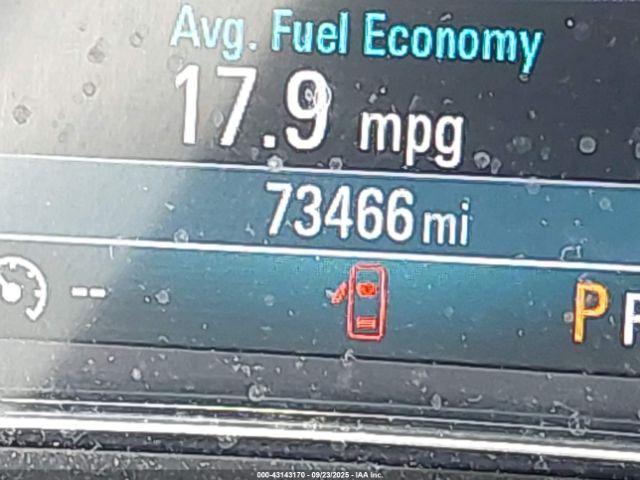 Avg. Fuel Economy
17.9 mpg
73466 mi
--
P
000-43143170 - 09/23/2025 - IAA Inc.